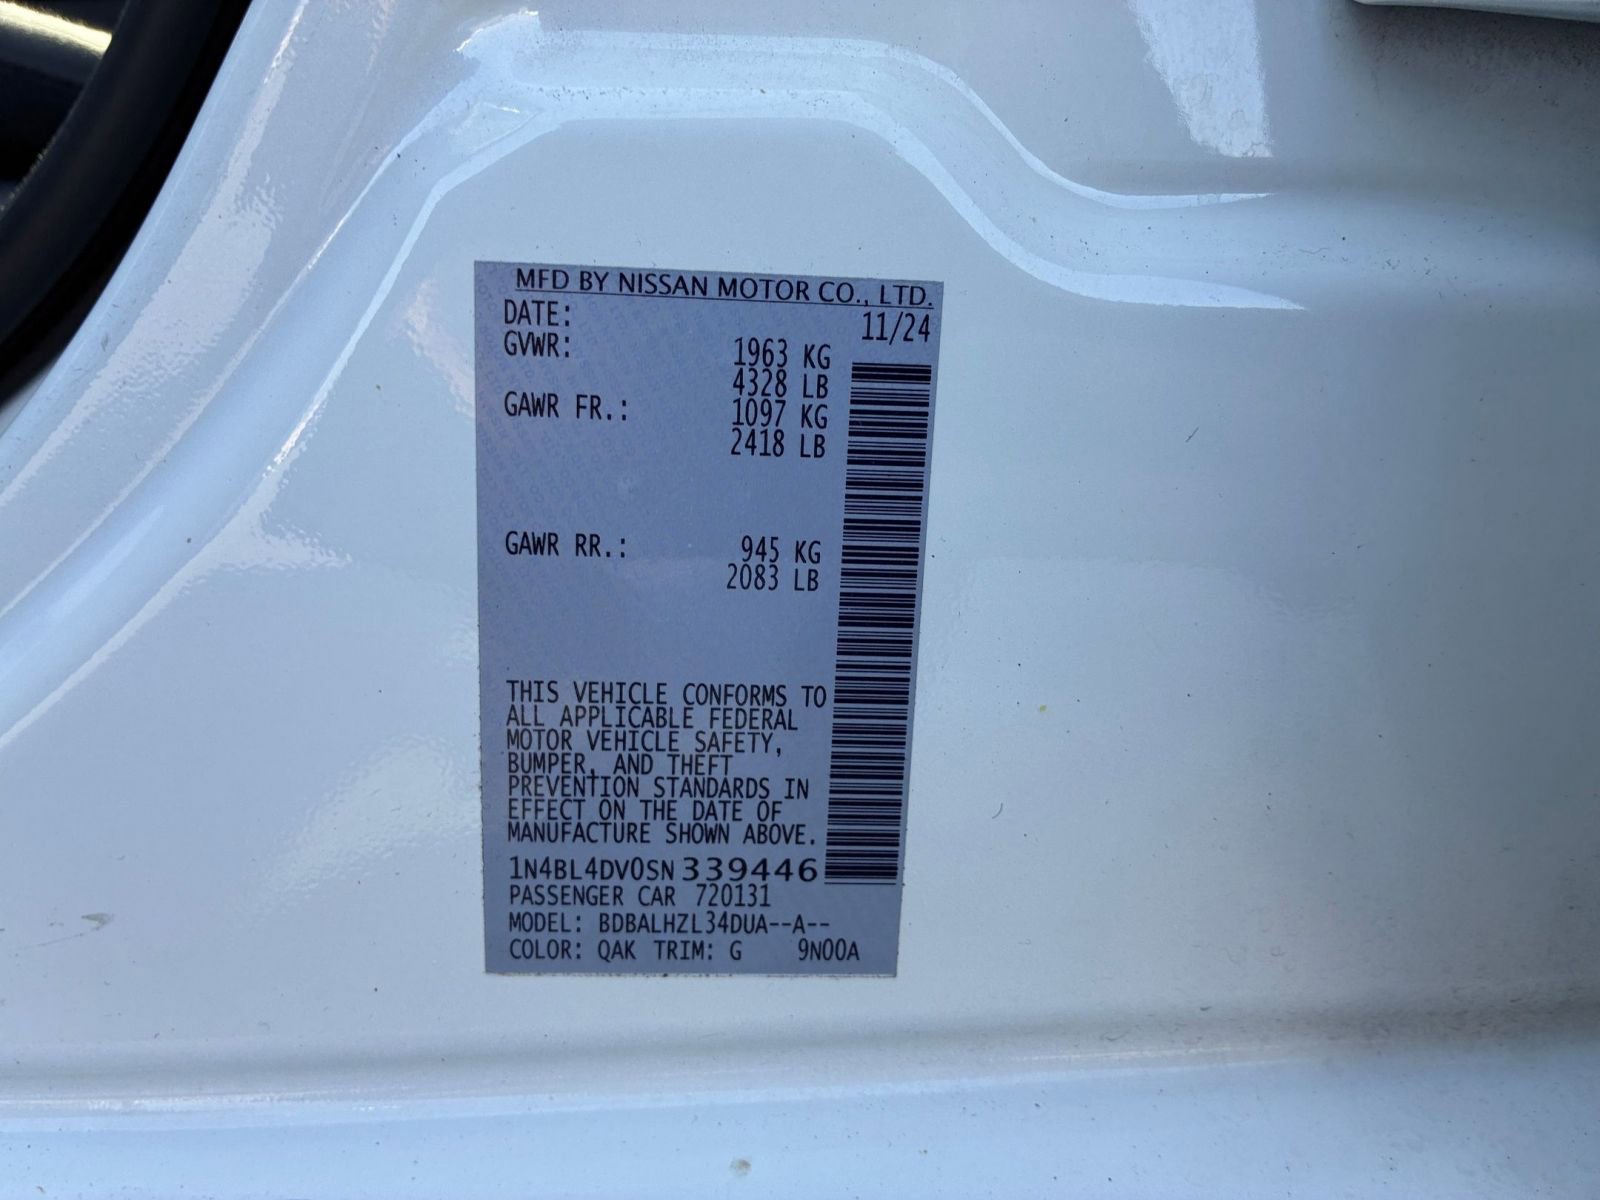 MFD BY NISSAN MOTOR CO., LTD.
DATE: 11/24
GVWR: 1963 KG
4328 LB
GAWR FR.: 1097 KG
2418 LB
GAWR RR.: 945 KG
2083 LB
THIS VEHICLE CONFORMS TO
ALL APPLICABLE FEDERAL
MOTOR VEHICLE SAFETY,
BUMPER, AND THEFT
PREVENTION STANDARDS IN
EFFECT ON THE DATE OF
MANUFACTURE SHOWN ABOVE.
1N4BL4DV0SN339446
PASSENGER CAR 720131
MODEL: BDBALHZL34DUA--A--
COLOR: QAK TRIM: G 9N00A